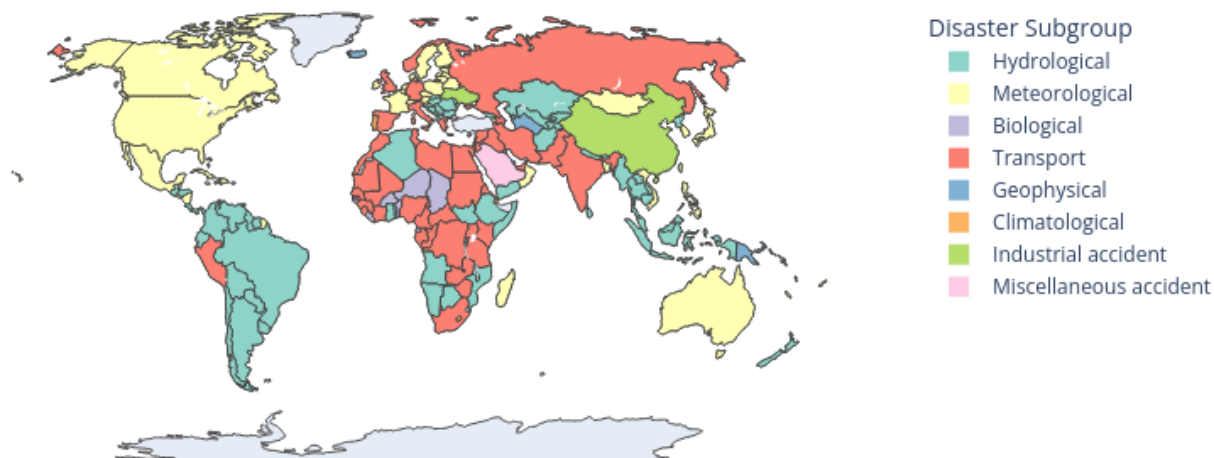 Disaster Subgroup
Hydrological
Meteorological
Biological
Transport
Geophysical
Climatological
Industrial accident
Miscellaneous accident